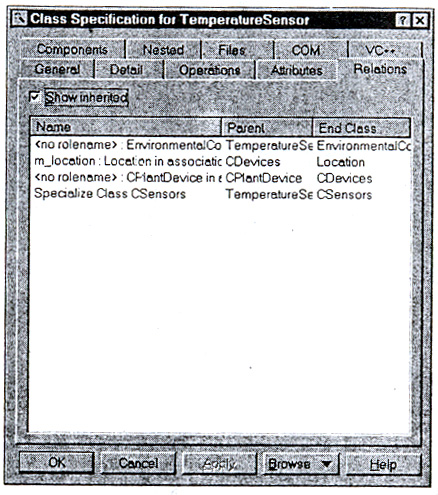 Class Specification for TemperatureSensor
Components Nested Files COM VC++
General Detail Operations Attributes Relations
Show inherited
Name Parent End Class
<no rolename> : EnvironmentalCo TemperatureSe EnvironmentalCo
m_location : Location in associatic CDevices Location
<no rolename> : CPlantDevice in a CPlantDevice CDevices
Specialize Class CSensors TemperatureSe CSensors
OK Cancel Apply Browse Help